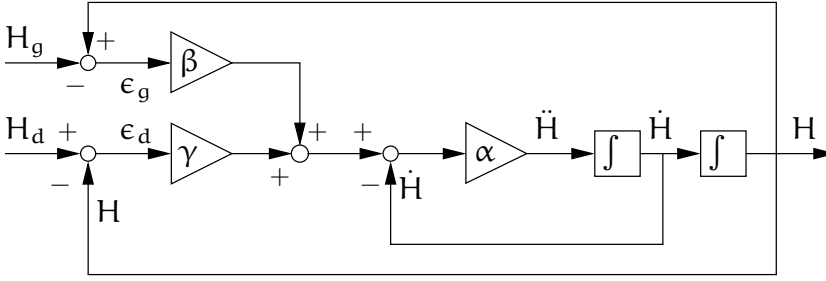 H_g + − ϵ_g β
H_d + − ϵ_d γ + + + − α Ḧ ∫ Ḣ ∫ H
H Ḣ